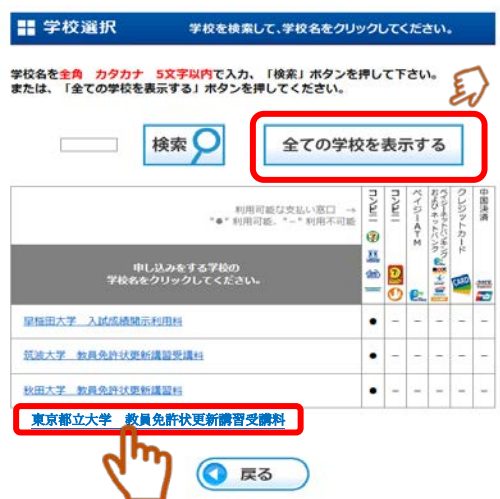 学校選択
学校を検索して、学校名をクリックしてください。
学校名を全角　カタカナ　5文字以内で入力、「検索」ボタンを押して下さい。
または、「全ての学校を表示する」ボタンを押してください。
検索
全ての学校を表示する
利用可能な支払い窓口　→
"●" 利用可能、"－" 利用不可能
コンビニ
コンビニ
ペイジーATM
ペイジーネットバンキング
およびネットバンク
クレジットカード
中国決済
申し込みをする学校の
学校名をクリックしてください。
早稲田大学　入試成績開示利用料
● － － － － －
筑波大学　教員免許状更新講習受講料
● － － － － －
秋田大学　教員免許状更新講習料
● － － － － －
東京都立大学　教員免許状更新講習受講料
戻る